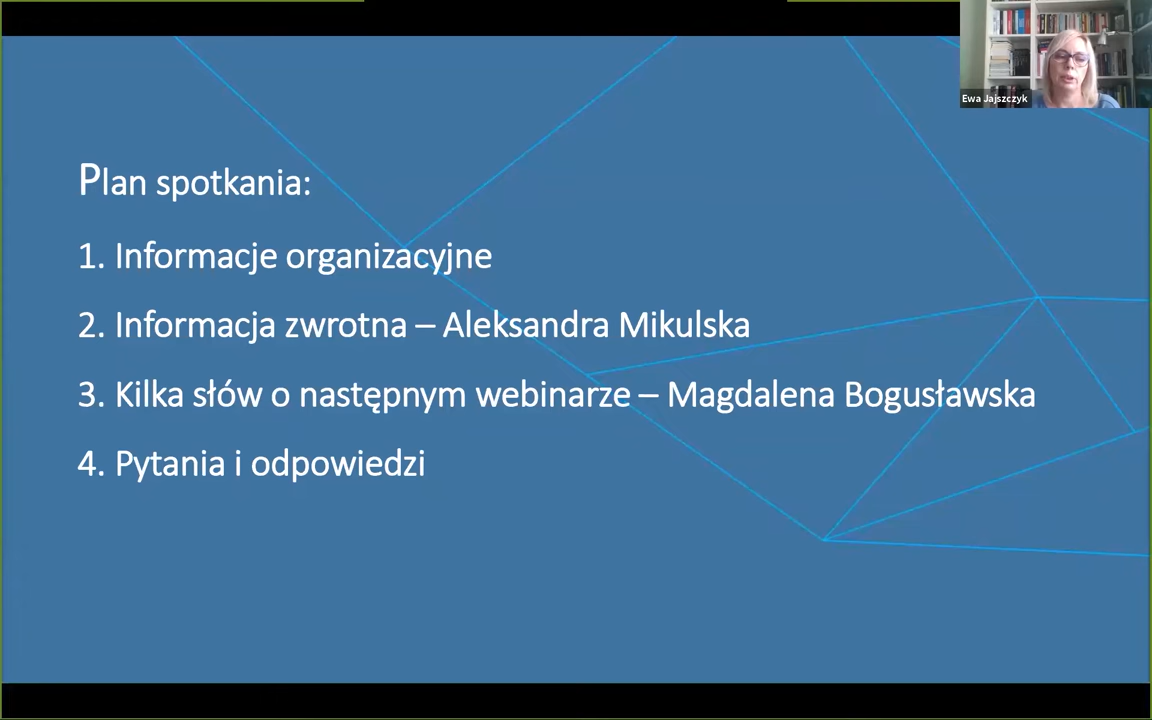 Ewa Jajszczyk
Plan spotkania:
1. Informacje organizacyjne
2. Informacja zwrotna – Aleksandra Mikulska
3. Kilka słów o następnym webinarze – Magdalena Bogusławska
4. Pytania i odpowiedzi